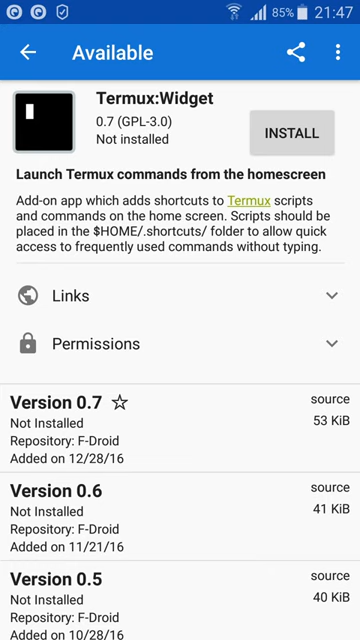 85% 21:47
Available
Termux:Widget
0.7 (GPL-3.0)
Not installed
INSTALL
Launch Termux commands from the homescreen
Add-on app which adds shortcuts to Termux scripts
and commands on the home screen. Scripts should be
placed in the $HOME/.shortcuts/ folder to allow quick
access to frequently used commands without typing.
Links
Permissions
Version 0.7 source
Not Installed 53 KiB
Repository: F-Droid
Added on 12/28/16
Version 0.6 source
Not Installed 41 KiB
Repository: F-Droid
Added on 11/21/16
Version 0.5 source
Not Installed 40 KiB
Repository: F-Droid
Added on 10/28/16